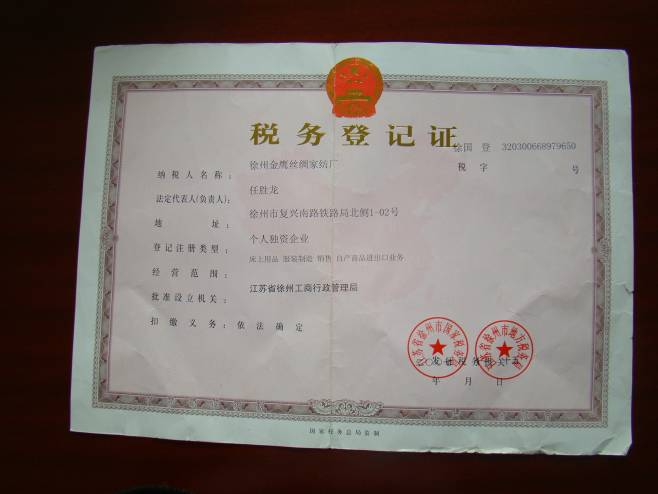 税务登记证
徐国 登 320300668979650
税 字 号
纳税人名称： 徐州金鹰丝绸家纺厂
法定代表人(负责人)： 任胜龙
地 址： 徐州市复兴南路铁路局北侧1-02号
登记注册类型： 个人独资企业
经营范围： 床上用品 服装制造 销售 自产商品进出口业务
批准设立机关： 江苏省徐州工商行政管理局
扣缴义务：依法确定
江苏省徐州市国家税务局
江苏省徐州市地方税务局
发证税务机关
年 月 日
国家税务总局监制